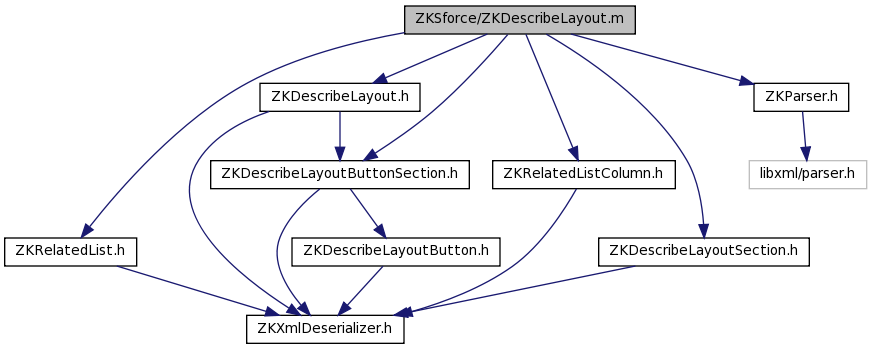 ZKSforce/ZKDescribeLayout.m
ZKDescribeLayout.h
ZKParser.h
ZKDescribeLayoutButtonSection.h
ZKRelatedListColumn.h
libxml/parser.h
ZKRelatedList.h
ZKDescribeLayoutButton.h
ZKDescribeLayoutSection.h
ZKXmlDeserializer.h